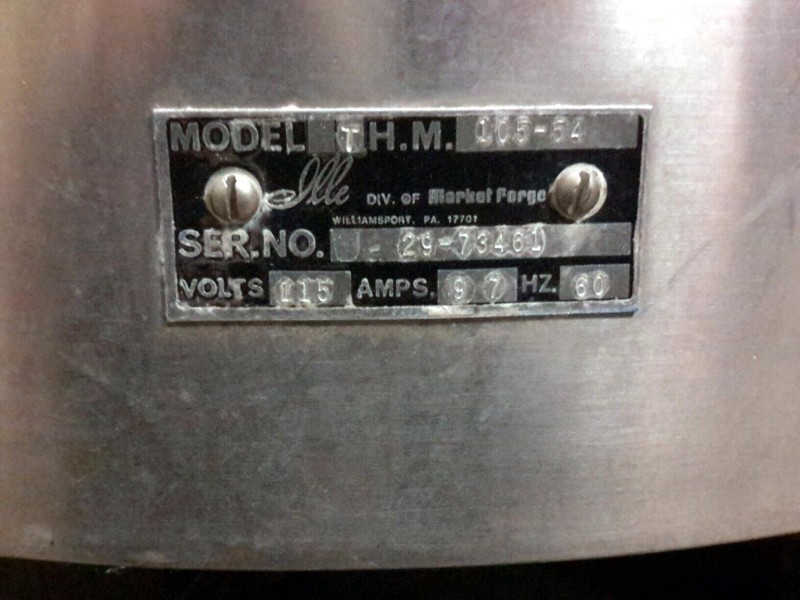 MODEL T H.M. 105-54
Ille DIV. OF Market Forge
WILLIAMSPORT, PA. 17701
SER.NO. J - 29-73461
VOLTS 115 AMPS. 9 7 HZ. 60